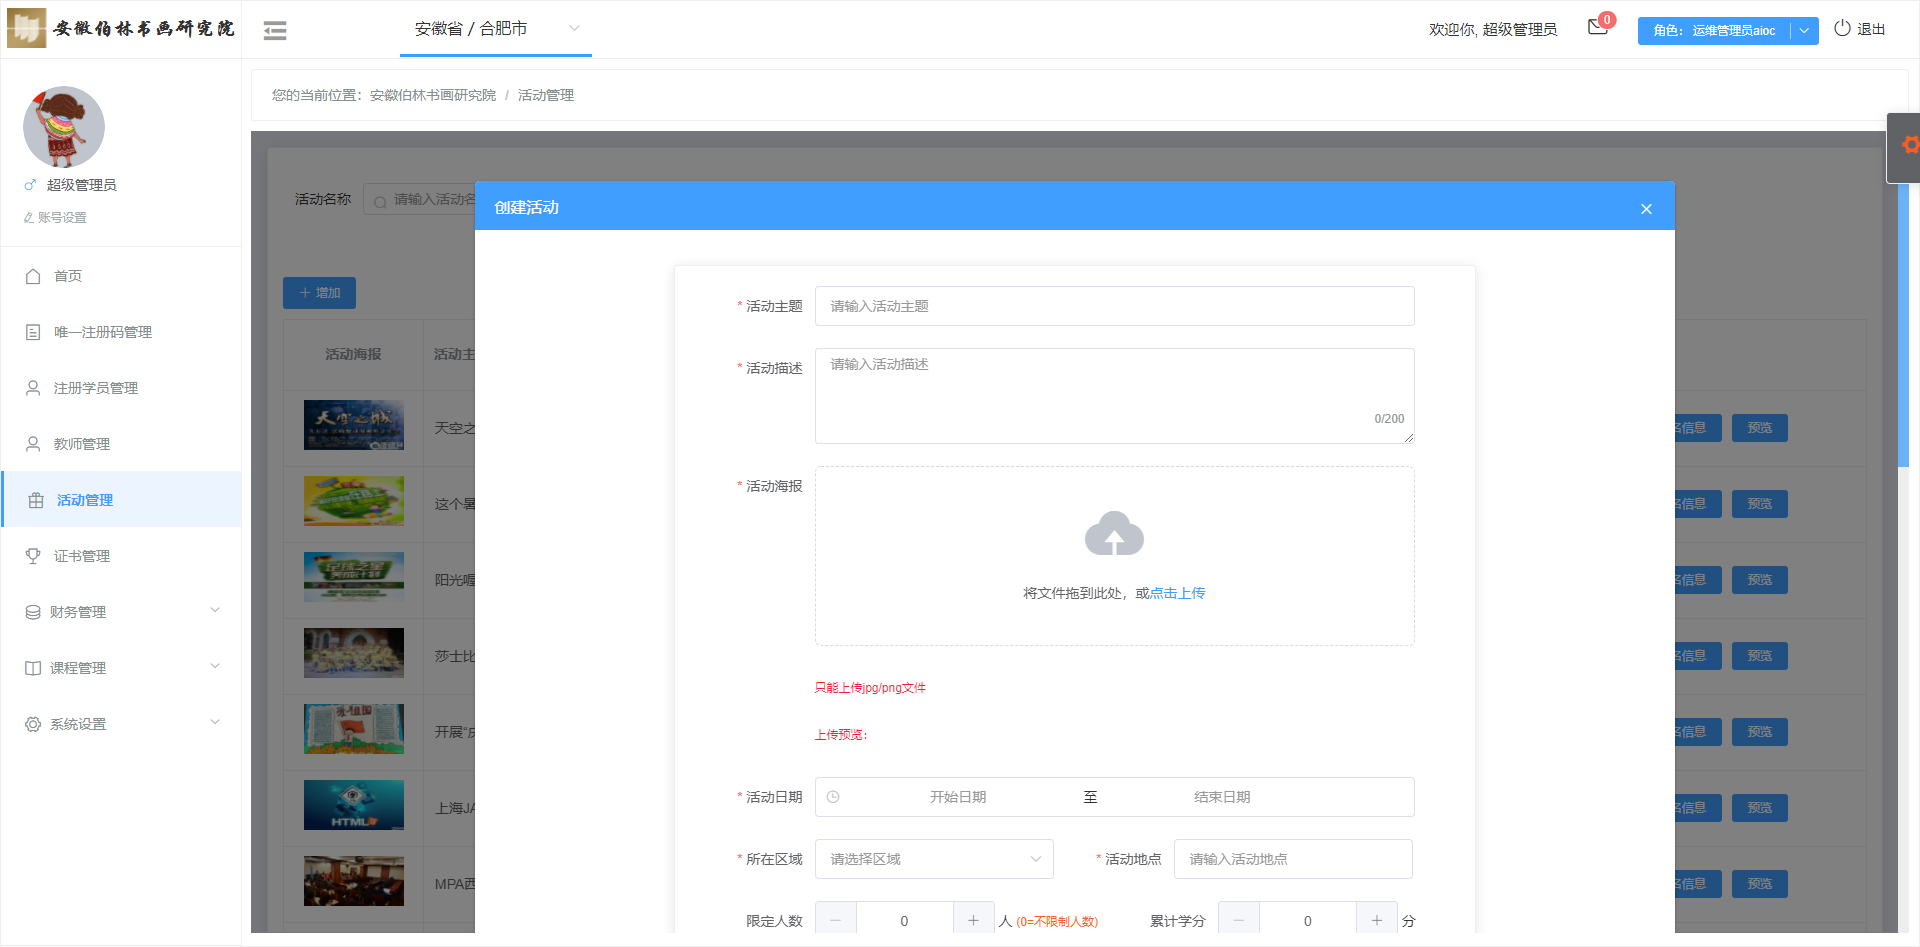 安徽伯林书画研究院
安徽省 / 合肥市
欢迎你, 超级管理员
0
角色： 运维管理员aioc
退出
超级管理员
账号设置
首页
唯一注册码管理
注册学员管理
教师管理
活动管理
证书管理
财务管理
课程管理
系统设置
您的当前位置：安徽伯林书画研究院 / 活动管理
活动名称
请输入活动名
增加
活动海报
活动主
天空之城
天空之
信息
预览
这个暑
信息
预览
阳光喔
信息
预览
莎士比
信息
预览
开展“庆
信息
预览
HTML5
上海JA
信息
预览
MPA西
信息
预览
创建活动
* 活动主题
请输入活动主题
* 活动描述
请输入活动描述
0/200
* 活动海报
将文件拖到此处，或点击上传
只能上传jpg/png文件
上传预览：
* 活动日期
开始日期
至
结束日期
* 所在区域
请选择区域
* 活动地点
请输入活动地点
限定人数
0
人 (0=不限制人数)
累计学分
0
分